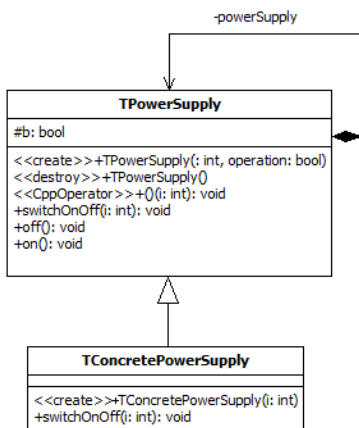 -powerSupply
TPowerSupply
#b: bool
<<create>>+TPowerSupply(: int, operation: bool)
<<destroy>>+TPowerSupply()
<<CppOperator>>+()(i: int): void
+switchOnOff(i: int): void
+off(): void
+on(): void
TConcretePowerSupply
<<create>>+TConcretePowerSupply(i: int)
+switchOnOff(i: int): void